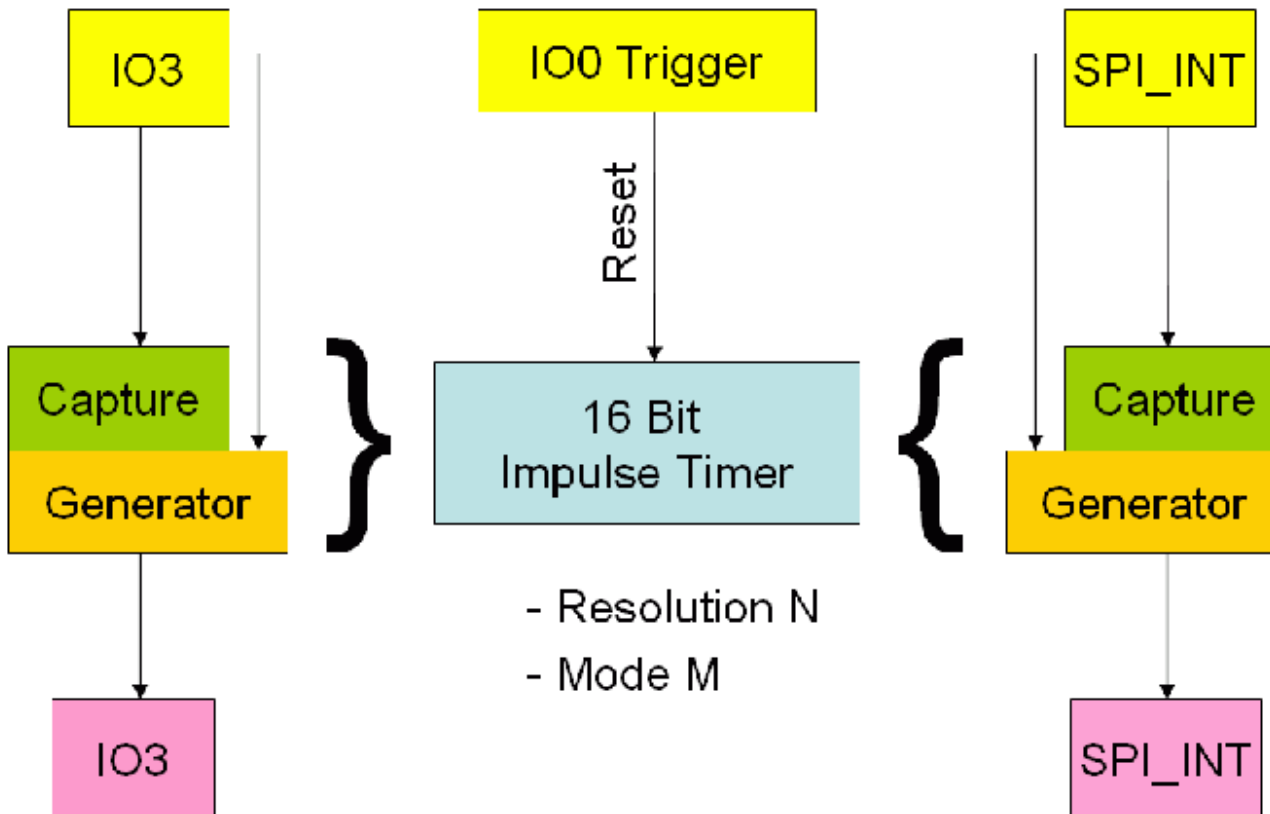 IO3
IO0 Trigger
SPI_INT
Reset
Capture
Generator
16 Bit
Impulse Timer
Capture
Generator
- Resolution N
- Mode M
IO3
SPI_INT